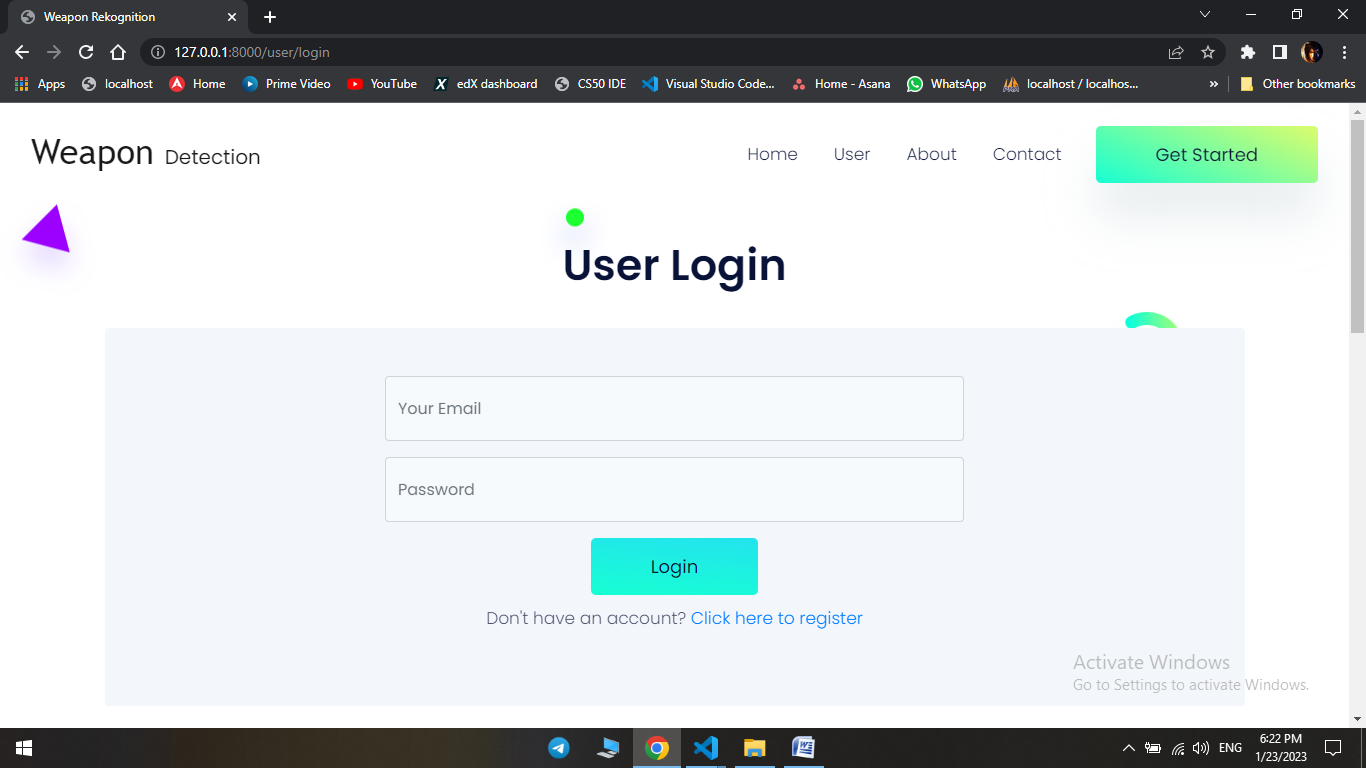 Weapon Rekognition
127.0.0.1:8000/user/login
Apps localhost Home Prime Video YouTube edX dashboard CS50 IDE Visual Studio Code... Home - Asana WhatsApp localhost / localhos... » Other bookmarks
Weapon Detection Home User About Contact Get Started
User Login
Your Email
Password
Login
Don't have an account? Click here to register
Activate Windows
Go to Settings to activate Windows.
ENG 6:22 PM
1/23/2023